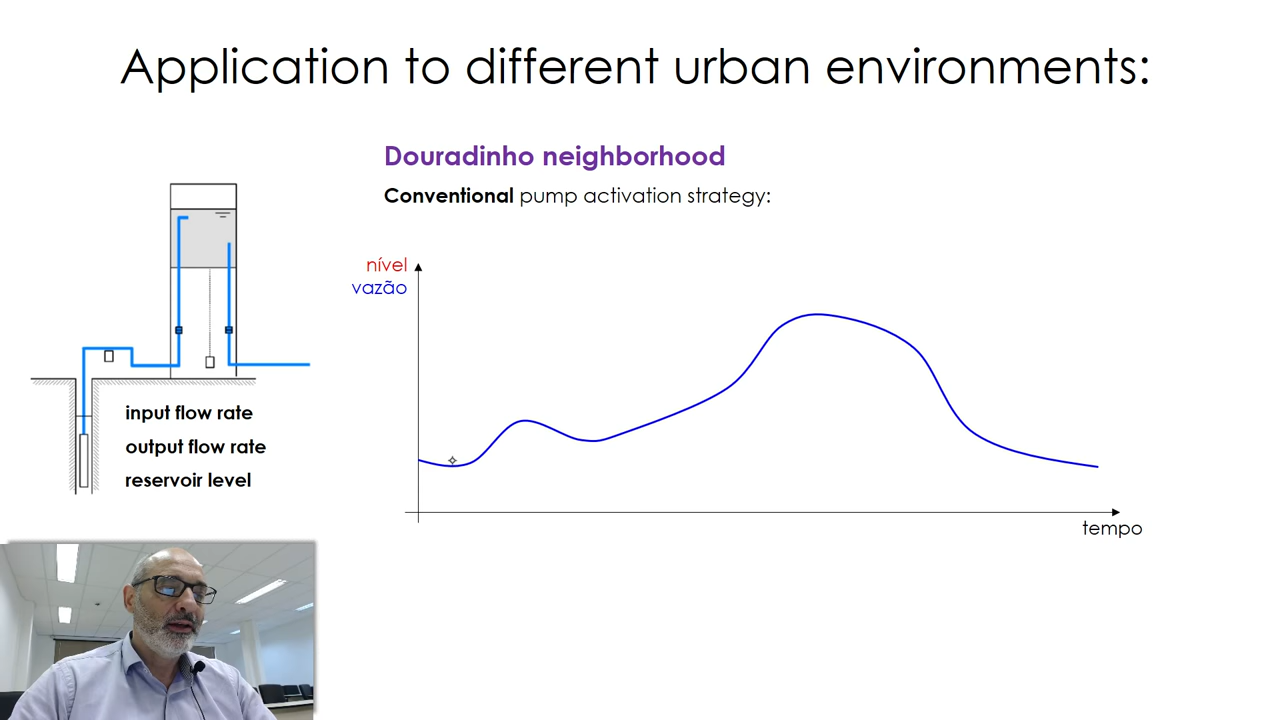 Application to different urban environments:
Douradinho neighborhood
Conventional pump activation strategy:
nível
vazão
input flow rate
output flow rate
reservoir level
tempo